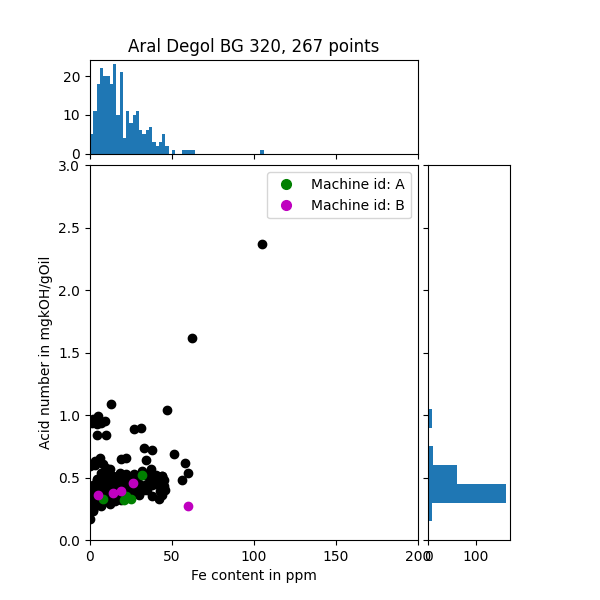 Aral Degol BG 320, 267 points
20
10
0
3.0
2.5
2.0
1.5
1.0
0.5
0.0
Acid number in mgkOH/gOil
Machine id: A
Machine id: B
0 50 100 150 200
0 100
Fe content in ppm